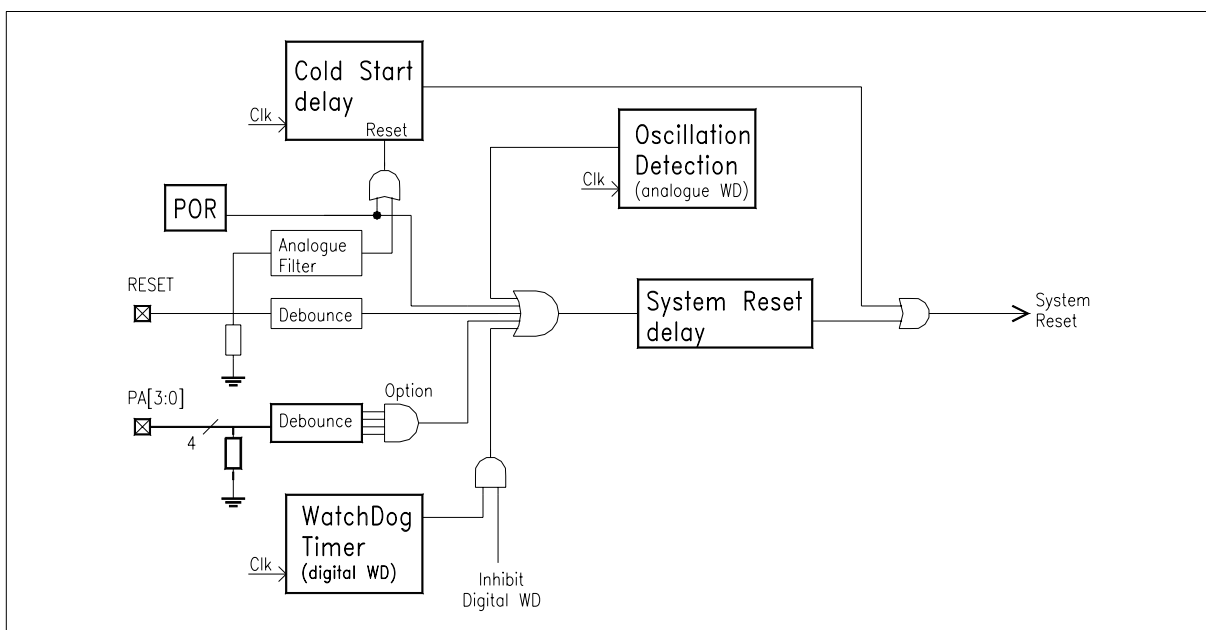 Cold Start
delay
Clk
Reset
Oscillation
Detection
(analogue WD)
Clk
POR
Analogue
Filter
RESET
Debounce
System Reset
delay
System
Reset
PA[3:0]
Option
Debounce
4
WatchDog
Timer
(digital WD)
Clk
Inhibit
Digital WD